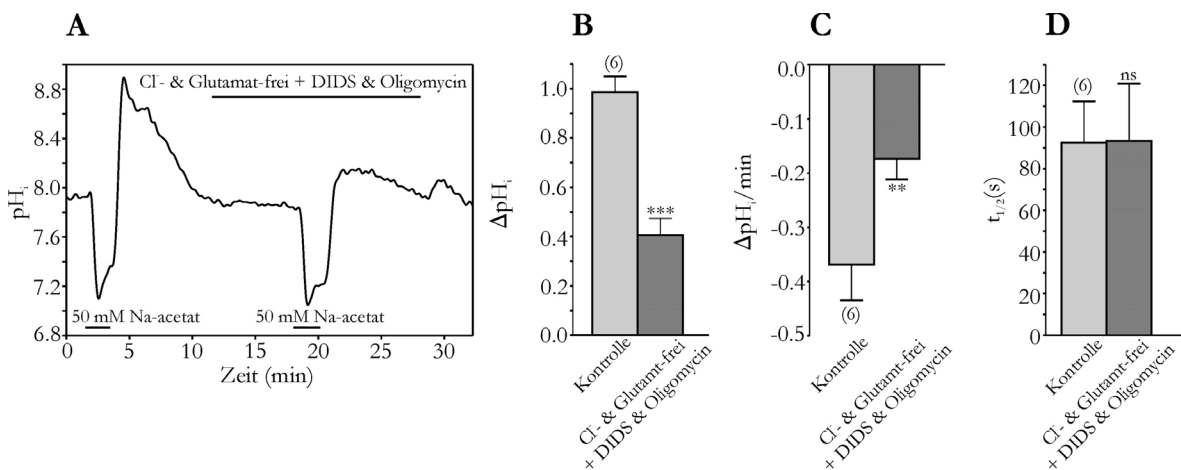 A
B
C
D
Cl- & Glutamat-frei + DIDS & Oligomycin
8.8
8.4
8.0
7.6
7.2
6.8
pHi
50 mM Na-acetat
50 mM Na-acetat
0
5
10
15
20
25
30
Zeit (min)
(6)
***
1.0
0.8
0.6
0.4
0.2
0.0
ΔpHi
Kontrolle
Cl- & Glutamt-frei
+ DIDS & Oligomycin
0.0
-0.1
-0.2
-0.3
-0.4
-0.5
ΔpHi/min
**
(6)
Kontrolle
Cl- & Glutamt-frei
+ DIDS & Oligomycin
(6)
ns
120
100
80
60
40
20
0
t1/2(s)
Kontrolle
Cl- & Glutamt-frei
+ DIDS & Oligomycin